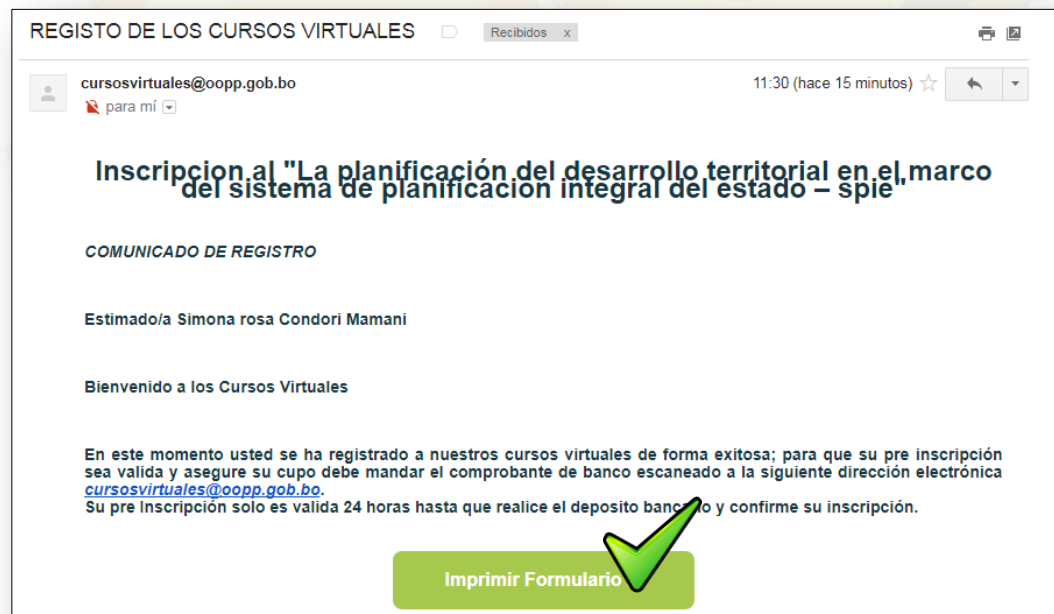 REGISTO DE LOS CURSOS VIRTUALES
Recibidos x
cursosvirtuales@oopp.gob.bo
11:30 (hace 15 minutos)
para mí
Inscripcion al "La planificación del desarrollo territorial en el marco
del sistema de planificacion integral del estado – spie"
COMUNICADO DE REGISTRO
Estimado/a Simona rosa Condori Mamani
Bienvenido a los Cursos Virtuales
En este momento usted se ha registrado a nuestros cursos virtuales de forma exitosa; para que su pre inscripción
sea valida y asegure su cupo debe mandar el comprobante de banco escaneado a la siguiente dirección electrónica
cursosvirtuales@oopp.gob.bo.
Su pre Inscripción solo es valida 24 horas hasta que realice el deposito bancario y confirme su inscripción.
Imprimir Formulario